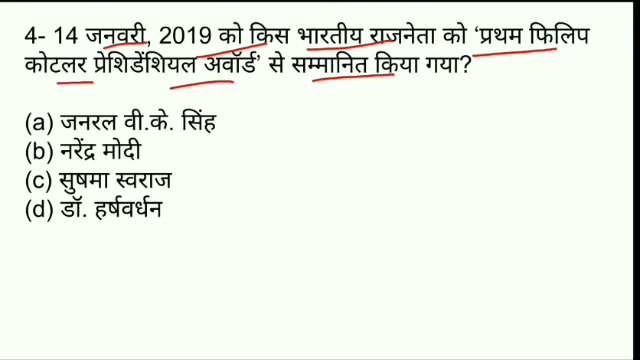 4- 14 जनवरी, 2019 को किस भारतीय राजनेता को ‘प्रथम फिलिप
कोटलर प्रेशिडेंशियल अवॉर्ड’ से सम्मानित किया गया?
(a) जनरल वी.के. सिंह
(b) नरेंद्र मोदी
(c) सुषमा स्वराज
(d) डॉ. हर्षवर्धन